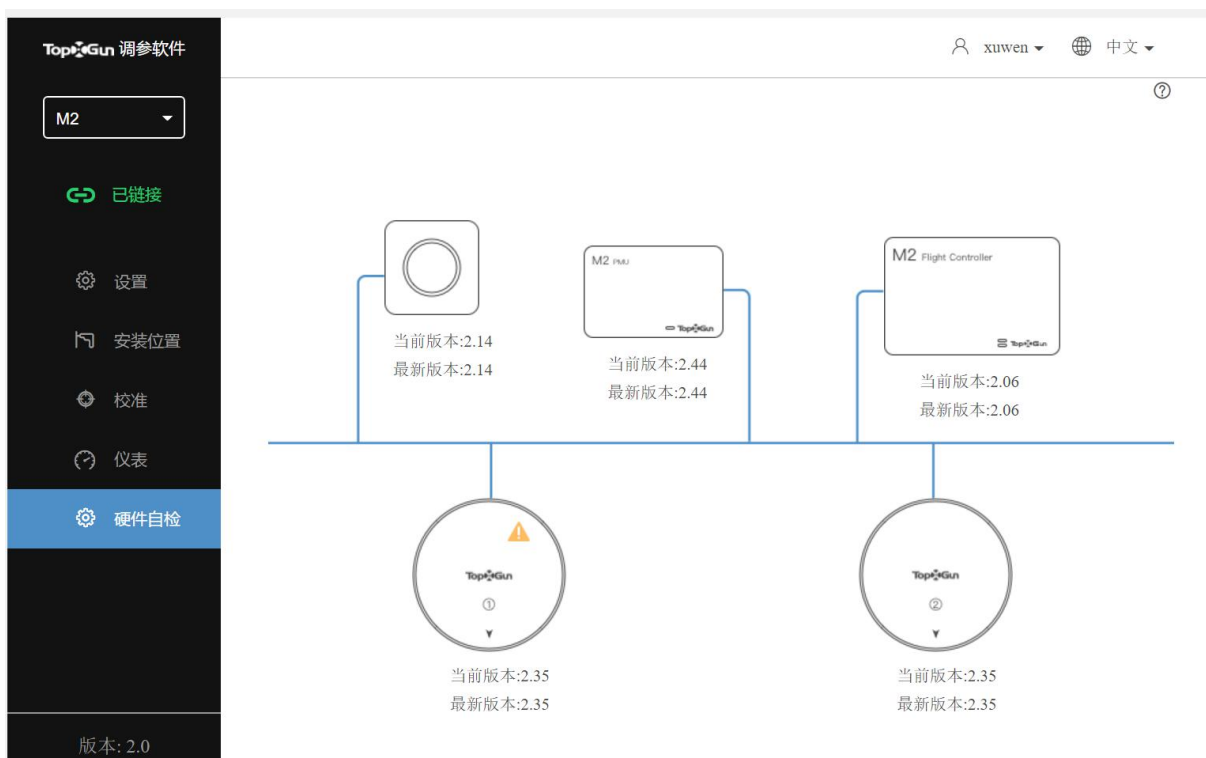 TopGun 调参软件
xuwen
中文
M2
已链接
设置
安装位置
校准
仪表
硬件自检
版本: 2.0
M2 PMU
TopGun
M2 Flight Controller
TopGun
当前版本:2.14
最新版本:2.14
当前版本:2.44
最新版本:2.44
当前版本:2.06
最新版本:2.06
TopGun
①
当前版本:2.35
最新版本:2.35
TopGun
②
当前版本:2.35
最新版本:2.35